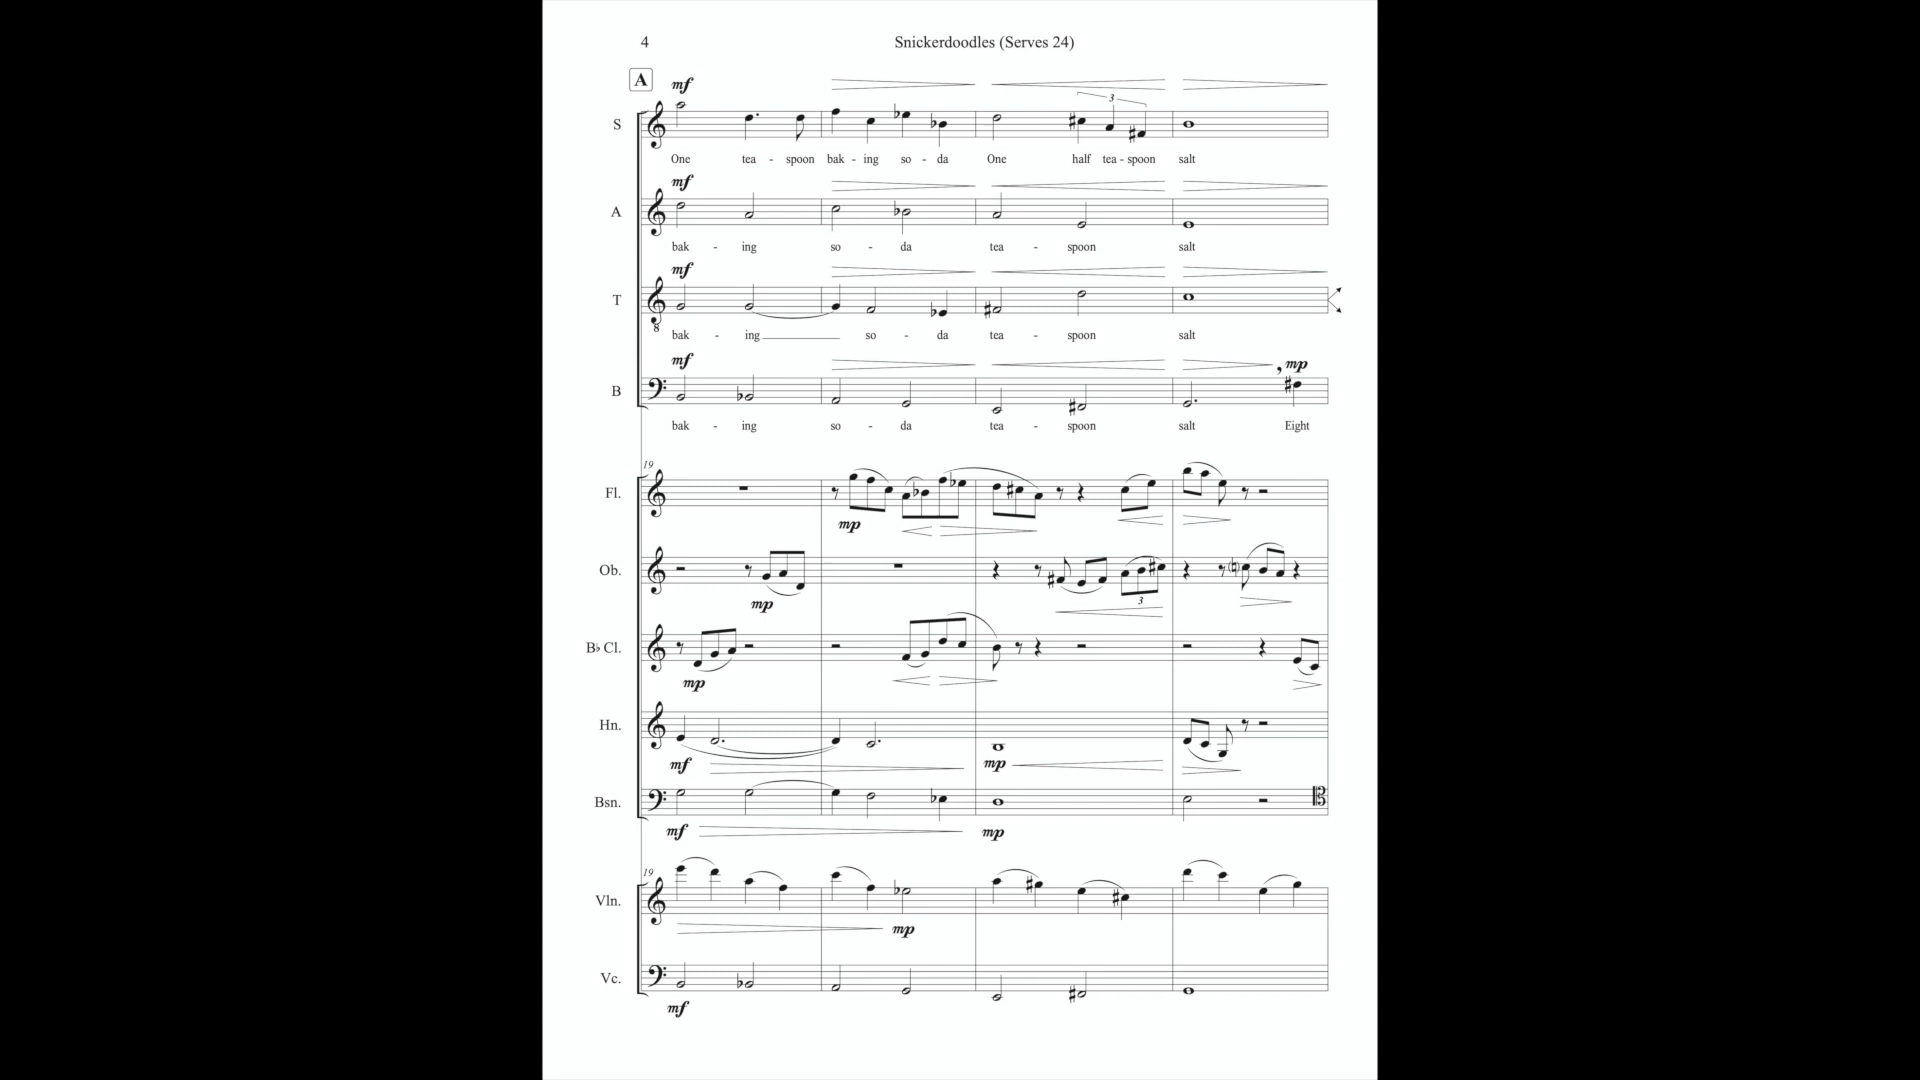 4 Snickerdoodles (Serves 24)
A mf
3
S
One tea - spoon bak - ing so - da One half tea - spoon salt
mf
A
bak - ing so - da tea - spoon salt
mf
T
8
bak - ing so - da tea - spoon salt
mf , mp
B
bak - ing so - da tea - spoon salt Eight
19
Fl.
mp
Ob.
mp 3
B♭ Cl.
mp
Hn.
mf mp
Bsn.
mf mp
19
Vln.
mp
Vc.
mf